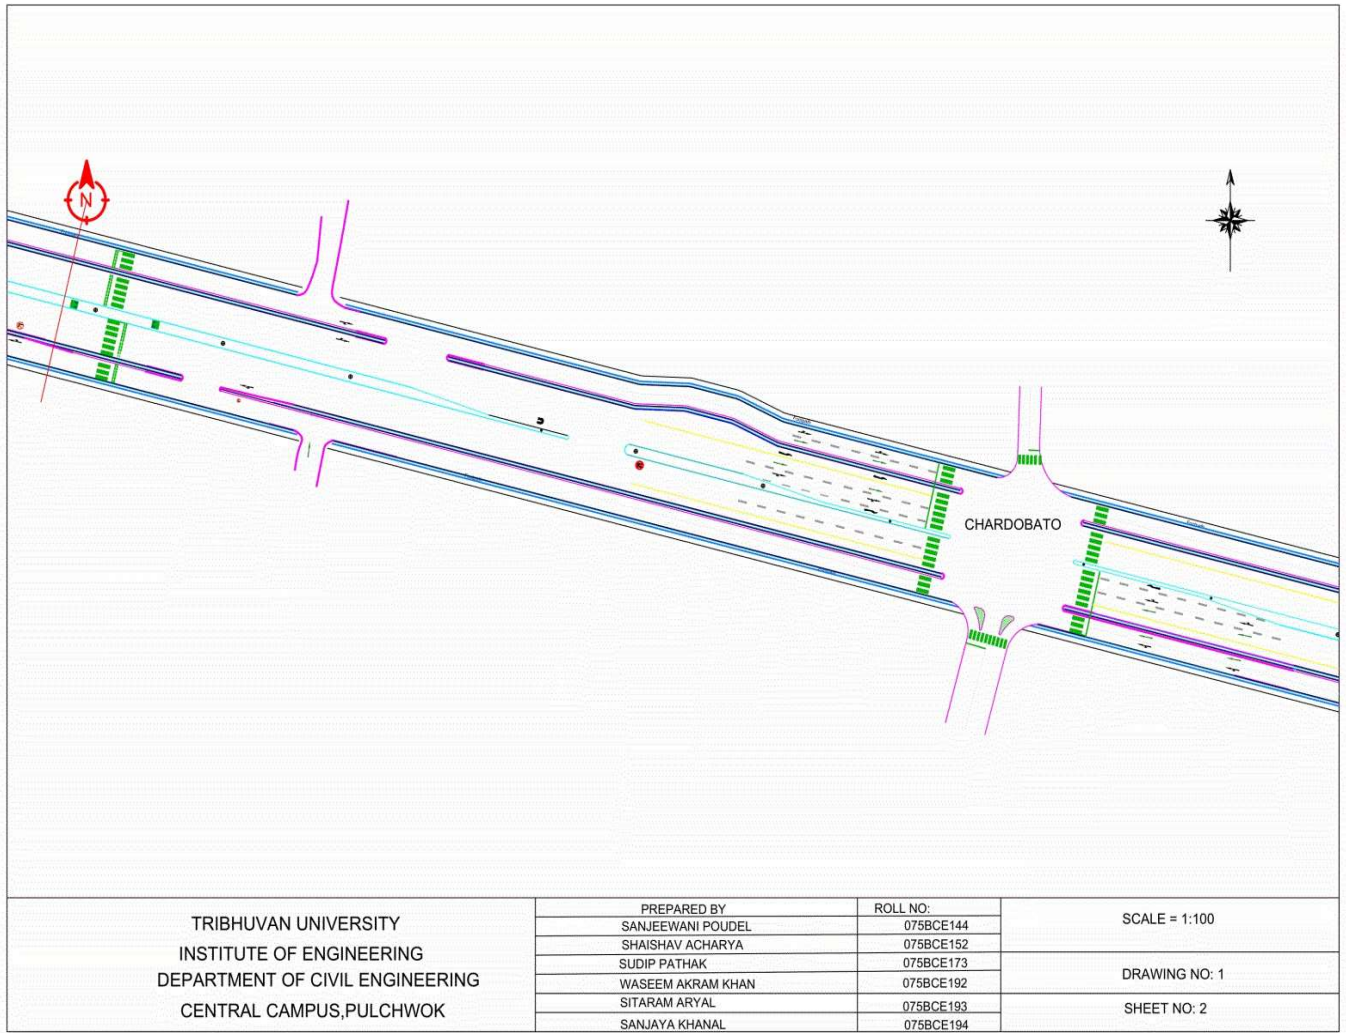 N
CHARDOBATO
TRIBHUVAN UNIVERSITY
INSTITUTE OF ENGINEERING
DEPARTMENT OF CIVIL ENGINEERING
CENTRAL CAMPUS,PULCHWOK
PREPARED BY
ROLL NO:
SANJEEWANI POUDEL
075BCE144
SHAISHAV ACHARYA
075BCE152
SUDIP PATHAK
075BCE173
WASEEM AKRAM KHAN
075BCE192
SITARAM ARYAL
075BCE193
SANJAYA KHANAL
075BCE194
SCALE = 1:100
DRAWING NO: 1
SHEET NO: 2